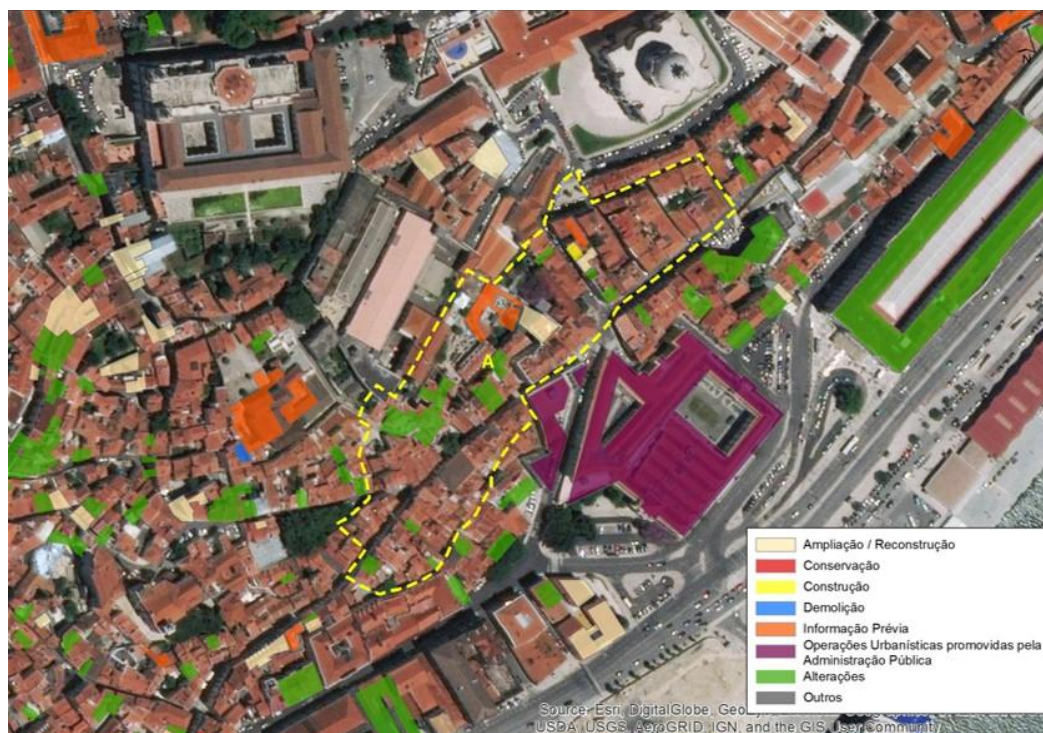 N
A
Ampliação / Reconstrução
Conservação
Construção
Demolição
Informação Prévia
Operações Urbanísticas promovidas pela
Administração Pública
Alterações
Outros
Source: Esri, DigitalGlobe,
USDA, USGS, AeroGRID, IGN, and the GIS User Community